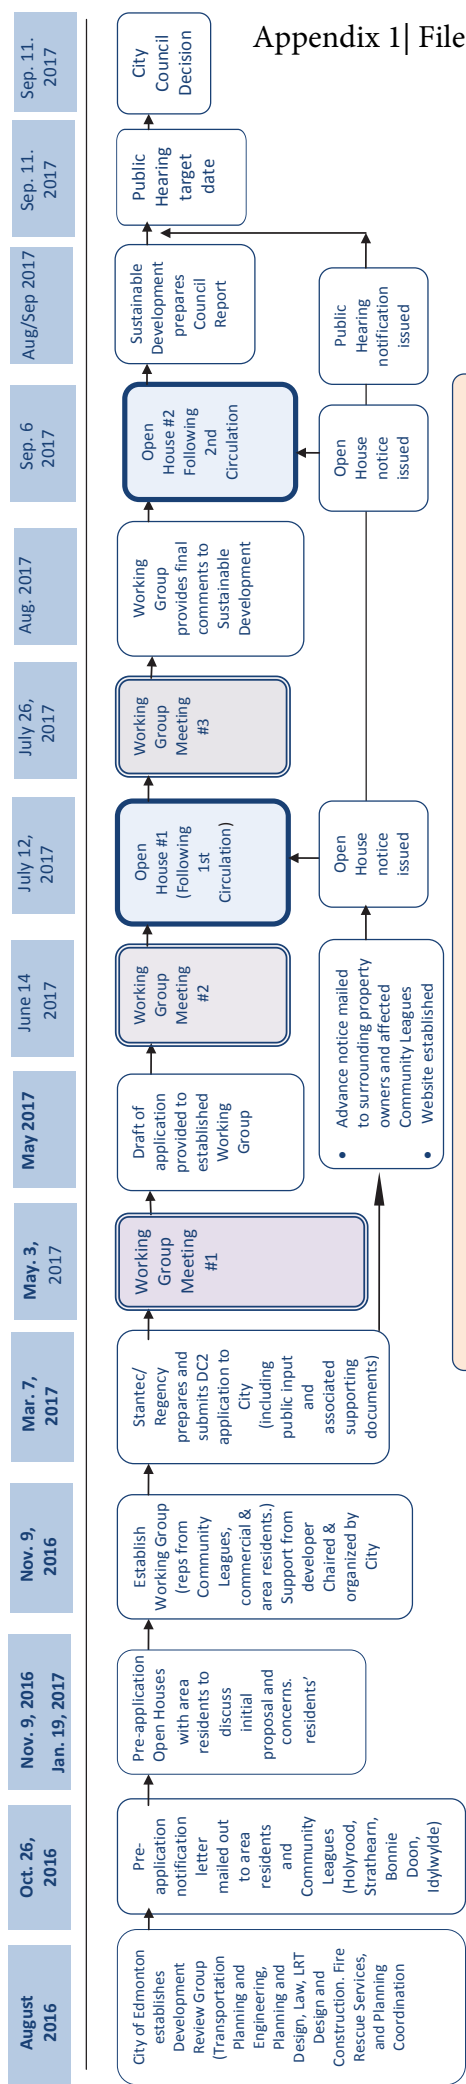 Appendix 1| File
August
2016
Oct. 26,
2016
Nov. 9, 2016
Jan. 19, 2017
Nov. 9,
2016
Mar. 7,
2017
May. 3,
2017
May 2017
June 14
2017
July 12,
2017
July 26,
2017
Aug. 2017
Sep. 6
2017
Aug/Sep 2017
Sep. 11.
2017
Sep. 11.
2017
City of Edmonton
establishes
Development
Review Group
(Transportation
Planning and
Engineering,
Planning and
Design, Law, LRT
Design and
Construction. Fire
Rescue Services,
and Planning
Coordination
Pre-
application
notification
letter
mailed out
to area
residents
and
Community
Leagues
(Holyrood,
Strathearn,
Bonnie
Doon,
Idylwylde)
Pre-application
Open Houses
with area
residents to
discuss
initial
proposal and
concerns.
residents'
Establish
Working Group
(reps from
Community
Leagues,
commercial &
area residents.)
Support from
developer
Chaired &
organized by
City
Stantec/
Regency
prepares and
submits DC2
application to
City
(including
public input
and
associated
supporting
documents)
Working
Group
Meeting
#1
Draft of
application
provided to
established
Working
Group
Working
Group
Meeting
#2
Open
House #1
(Following
1st
Circulation)
Working
Group
Meeting
#3
Working
Group
provides final
comments to
Sustainable
Development
Open
House #2
Following
2nd
Circulation
Sustainable
Development
prepares
Council
Report
Public
Hearing
target
date
City
Council
Decision
• Advance notice mailed
to surrounding property
owners and affected
Community Leagues
• Website established
Open
House
notice
issued
Open
House
notice
issued
Public
Hearing
notification
issued